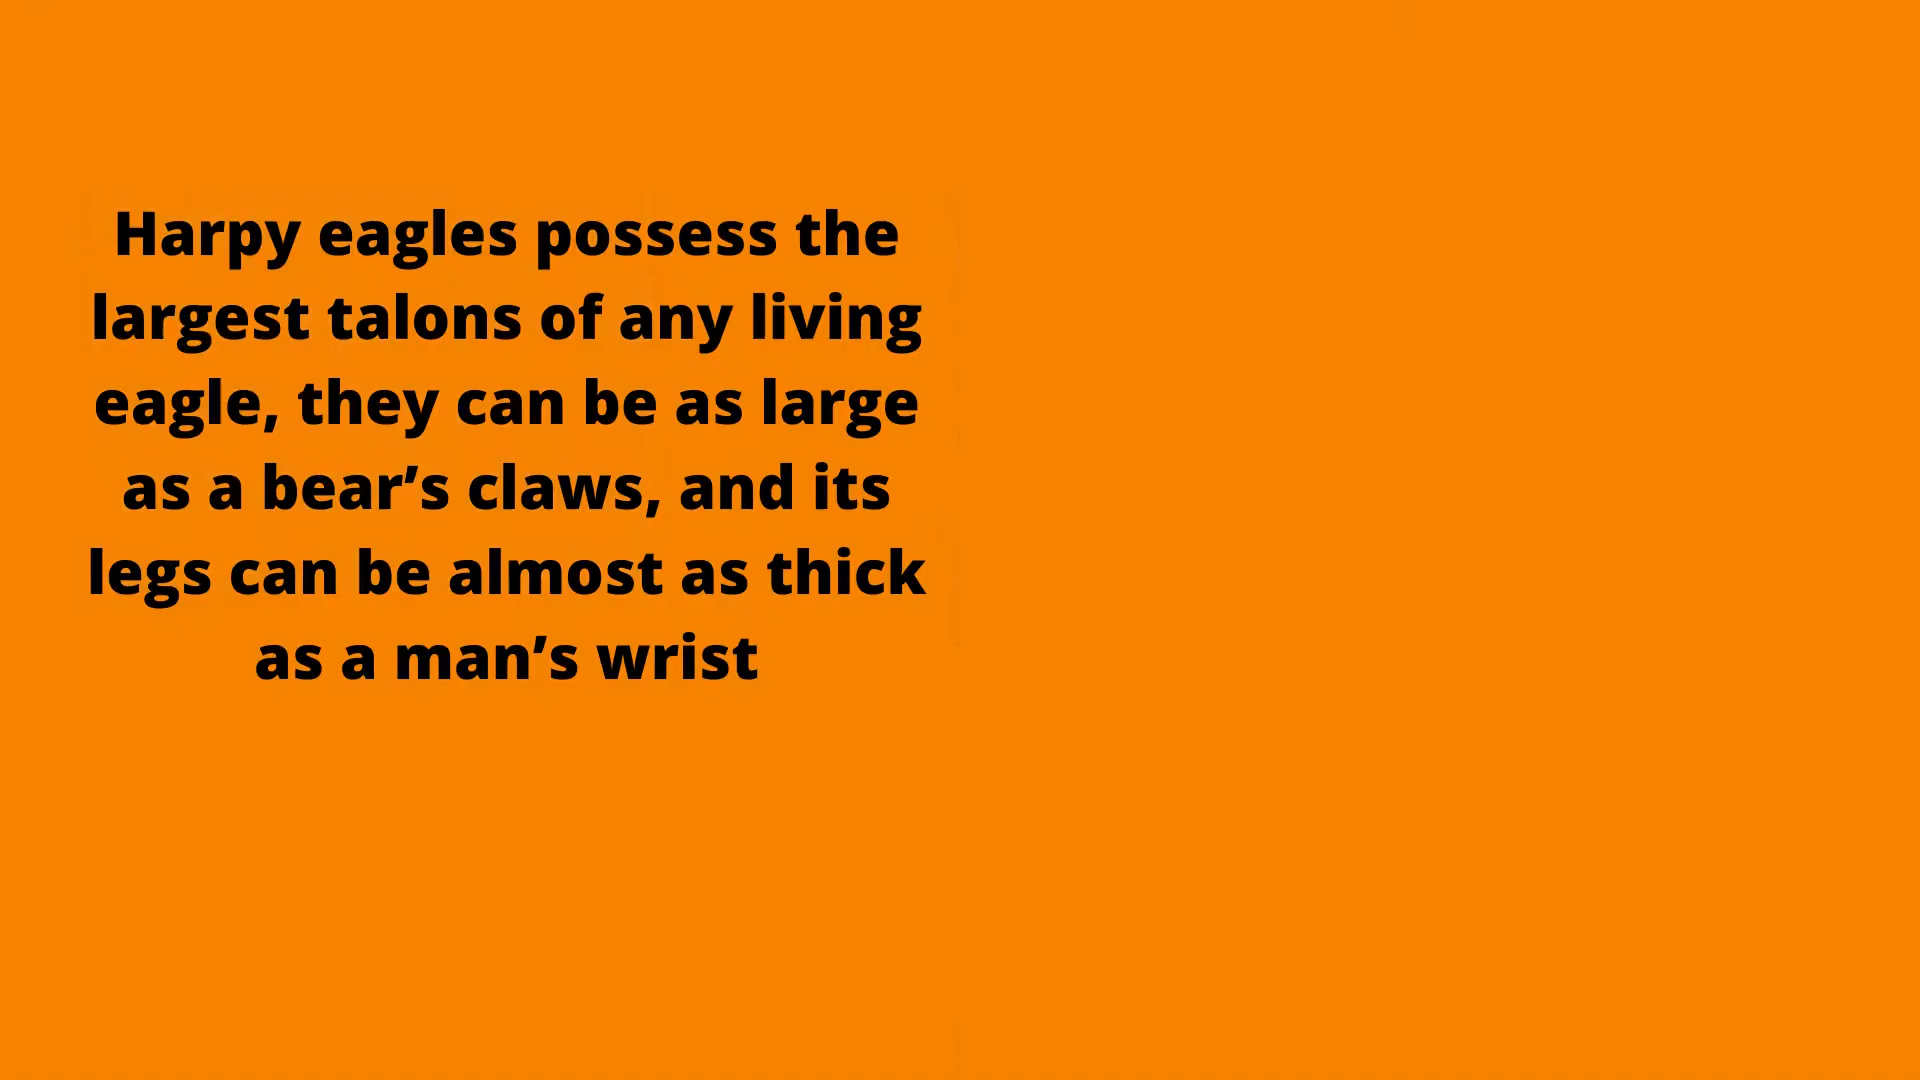 Harpy eagles possess the
largest talons of any living
eagle, they can be as large
as a bear’s claws, and its
legs can be almost as thick
as a man’s wrist